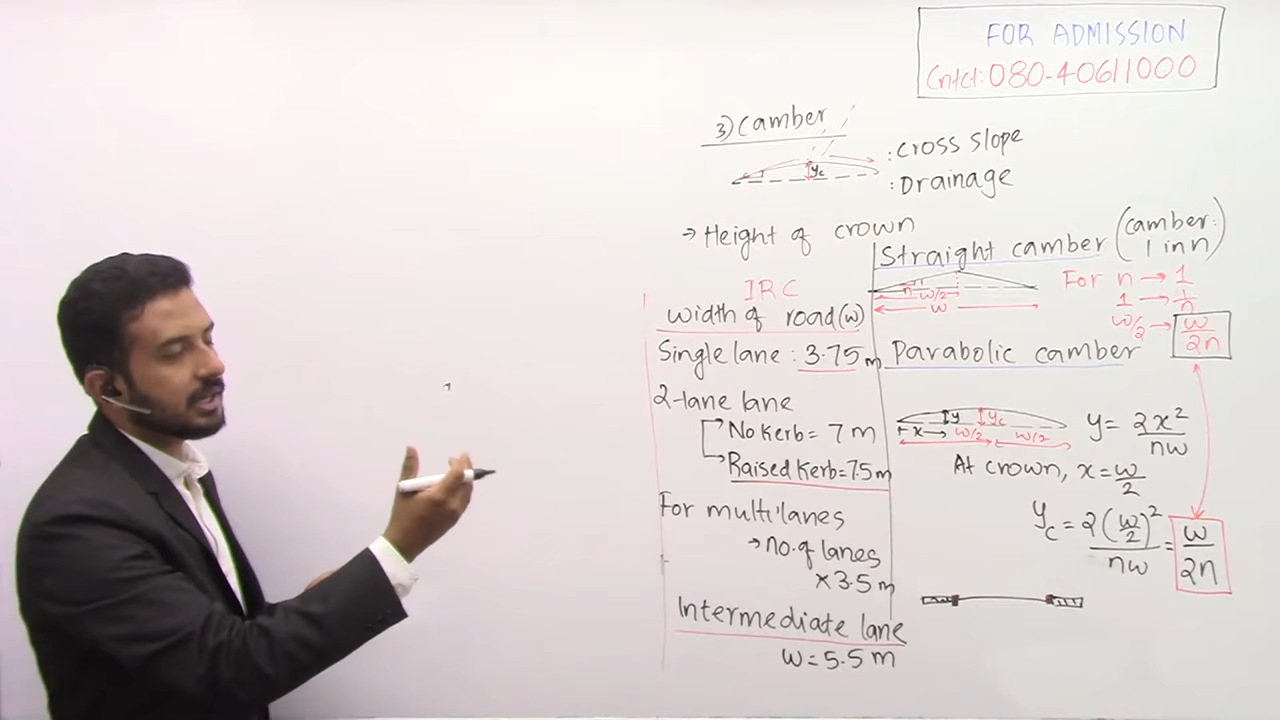 FOR ADMISSION
Cntct: 080-40611000
3) Camber
yc
: Cross slope
: Drainage
→ Height of crown
IRC
width of road (w)
Single lane : 3.75 m
2-lane lane
No Kerb = 7 m
Raised Kerb = 7.5 m
For multilanes
→ no. of lanes
× 3.5 m
Intermediate lane
w = 5.5 m
Straight camber (camber: 1 in n)
n
w/2
w
For n → 1
1 → 1/n
w/2 → w/2n
Parabolic camber
x y yc
w/2 w/2
y = 2x²/nw
At crown, x = w/2
yc = 2(w/2)²/nw = w/2n